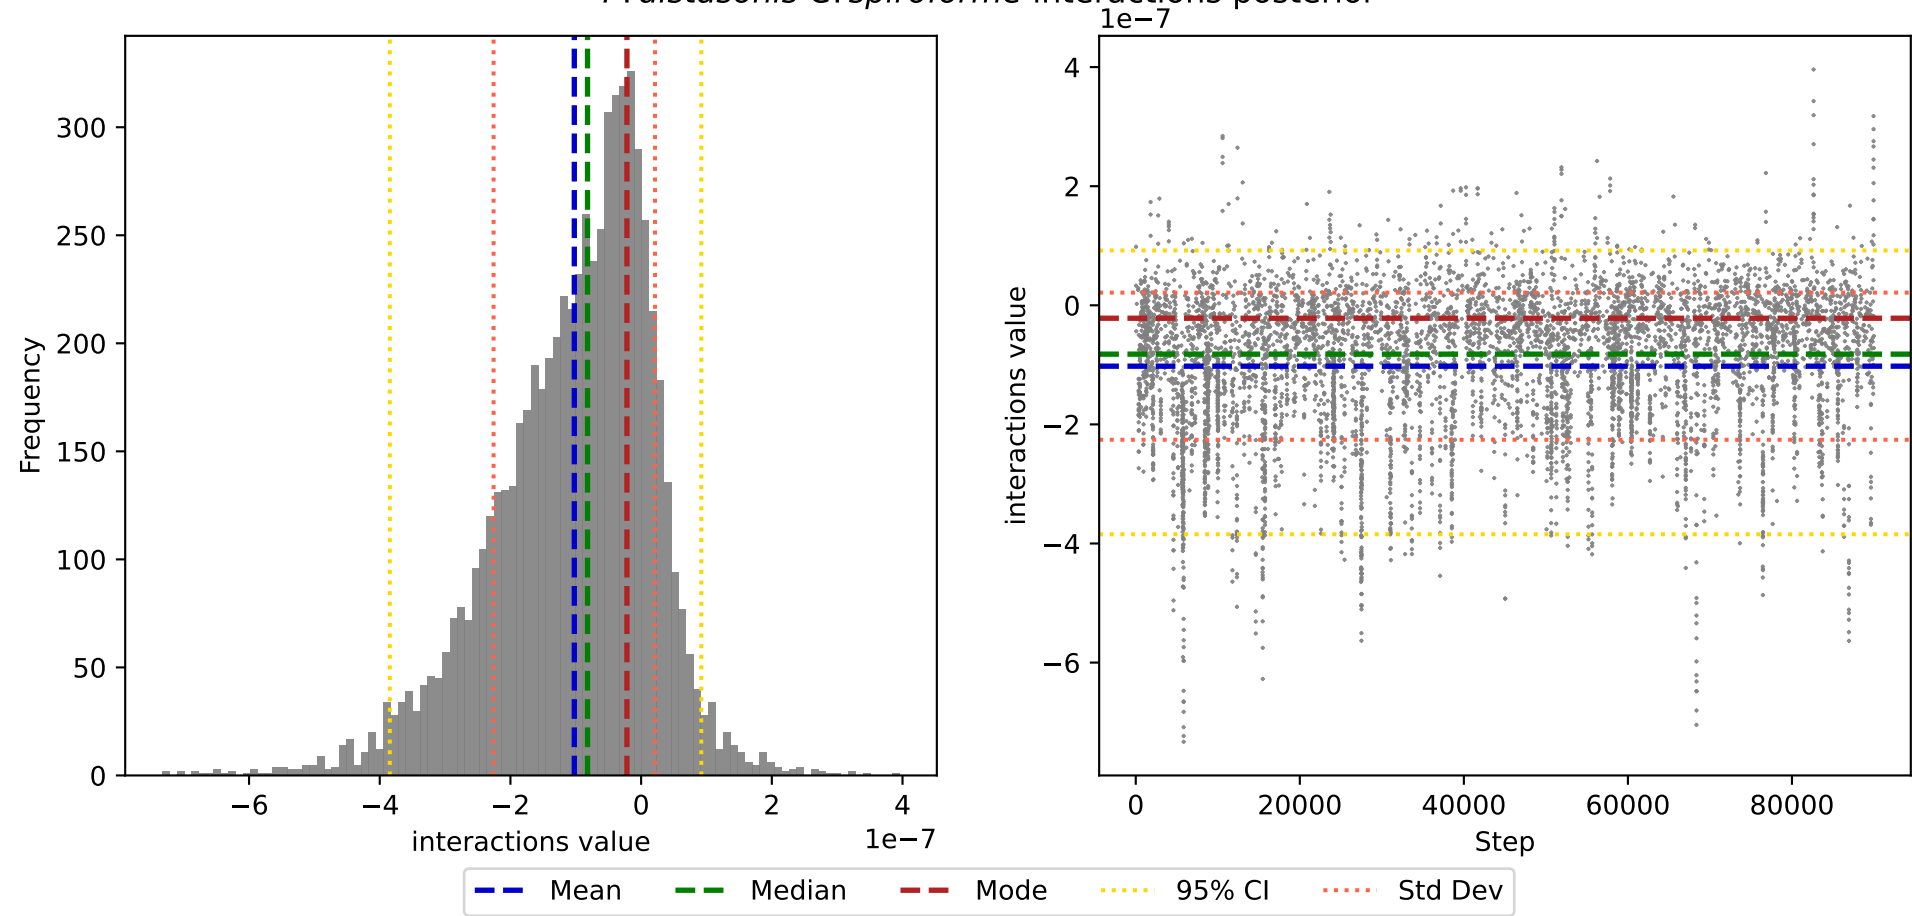 interactions posterior
1e−7
300
250
200
150
100
50
0
Frequency
−6
−4
−2
0
2
4
1e−7
interactions value
4
2
0
−2
−4
−6
interactions value
0
20000
40000
60000
80000
Step
Mean
Median
Mode
95% CI
Std Dev